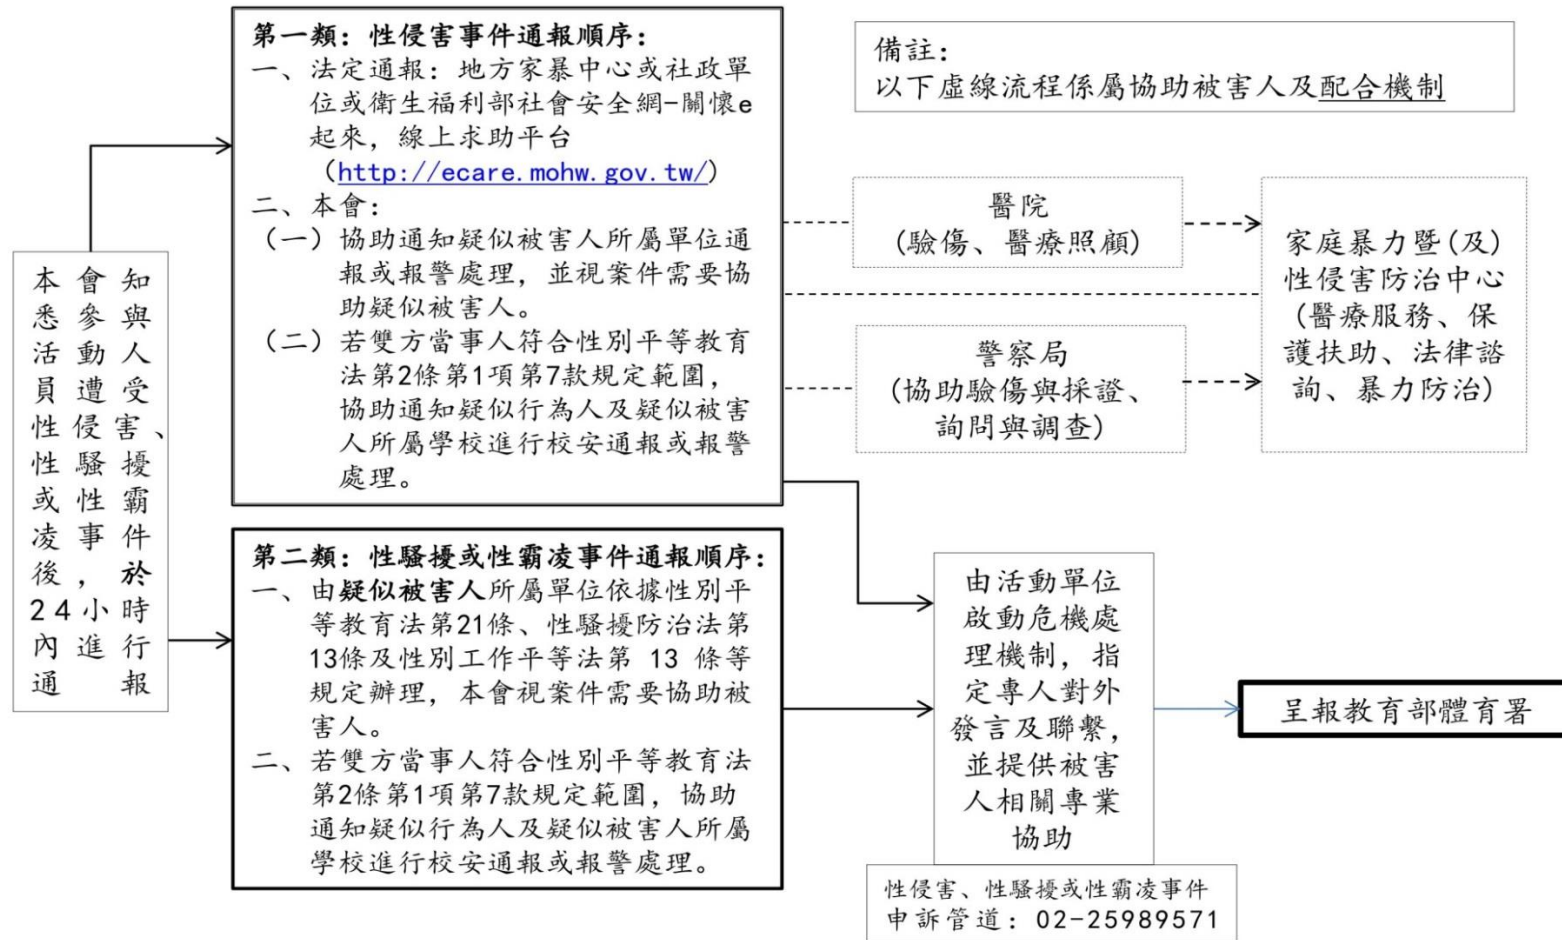 本會知
悉參與
活動人
員遭受
性侵害、
性騷擾
或性霸
凌事件
後，於
24小時
內進行
通報
第一類：性侵害事件通報順序：
一、法定通報：地方家暴中心或社政單
位或衛生福利部社會安全網-關懷e
起來，線上求助平台
（http://ecare.mohw.gov.tw/）
二、本會：
（一）協助通知疑似被害人所屬單位通
報或報警處理，並視案件需要協
助疑似被害人。
（二）若雙方當事人符合性別平等教育
法第2條第1項第7款規定範圍，
協助通知疑似行為人及疑似被害
人所屬學校進行校安通報或報警
處理。
第二類：性騷擾或性霸凌事件通報順序：
一、由疑似被害人所屬單位依據性別平
等教育法第21條、性騷擾防治法第
13條及性別工作平等法第 13 條等
規定辦理，本會視案件需要協助被
害人。
二、若雙方當事人符合性別平等教育法
第2條第1項第7款規定範圍，協助
通知疑似行為人及疑似被害人所屬
學校進行校安通報或報警處理。
備註：
以下虛線流程係屬協助被害人及配合機制
醫院
(驗傷、醫療照顧)
警察局
(協助驗傷與採證、
詢問與調查)
家庭暴力暨(及)
性侵害防治中心
(醫療服務、保
護扶助、法律諮
詢、暴力防治)
由活動單位
啟動危機處
理機制，指
定專人對外
發言及聯繫，
並提供被害
人相關專業
協助
呈報教育部體育署
性侵害、性騷擾或性霸凌事件
申訴管道：02-25989571